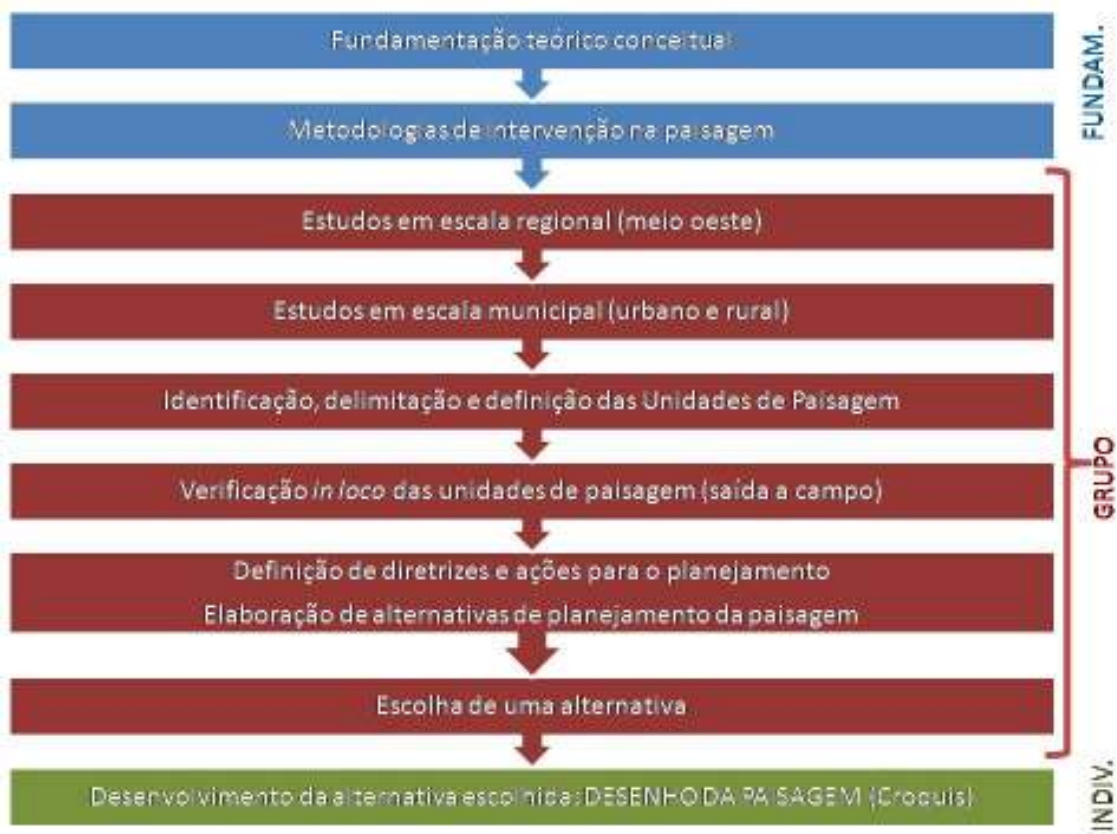 Fundamentação teórico conceitual
FUNDAM.
Metodologias de intervenção na paisagem
Estudos em escala regional (meio oeste)
Estudos em escala municipal (urbano e rural)
Identificação, delimitação e definição das Unidades de Paisagem
Verificação in loco das unidades de paisagem (saída a campo)
GRUPO
Definição de diretrizes e ações para o planejamento
Elaboração de alternativas de planejamento da paisagem
Escolha de uma alternativa
Desenvolvimento da alternativa escolhida: DESENHO DA PAISAGEM (Croquis)
INDIV.